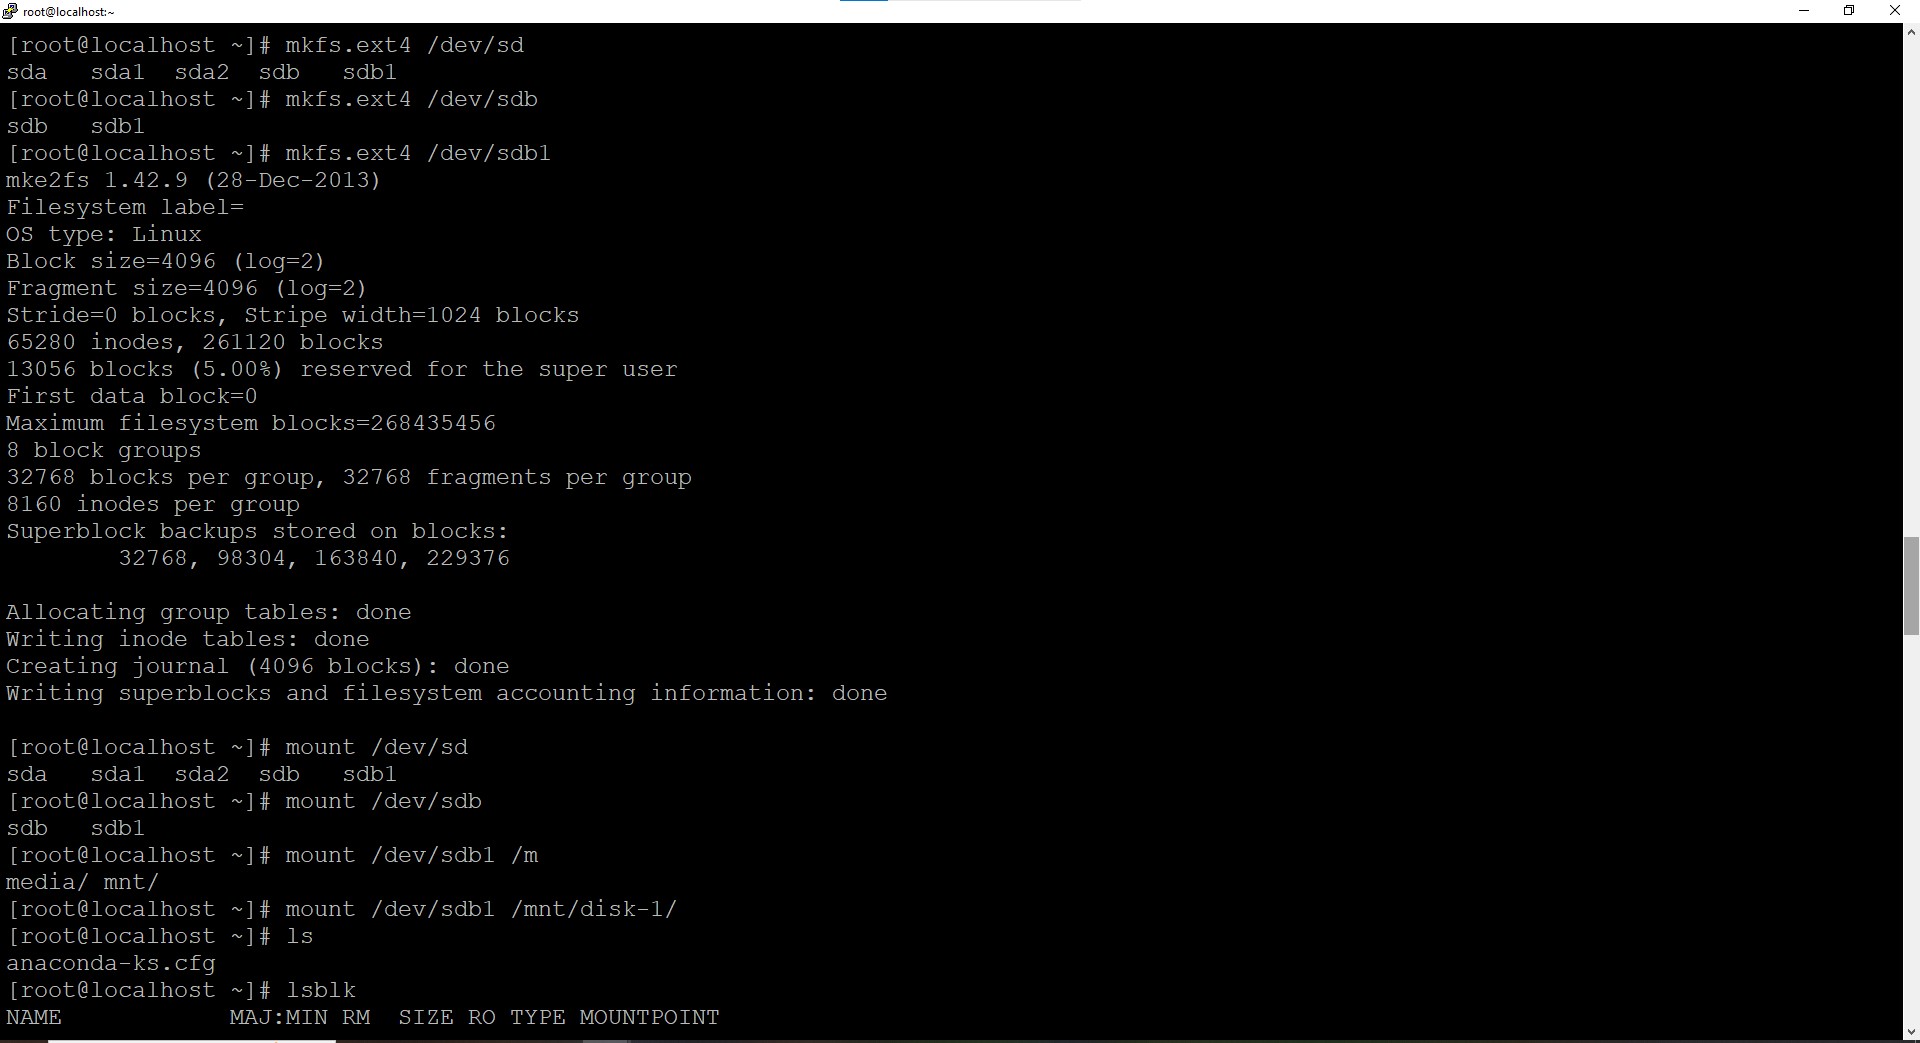 root@localhost:~
[root@localhost ~]# mkfs.ext4 /dev/sd
sda   sda1  sda2  sdb   sdb1
[root@localhost ~]# mkfs.ext4 /dev/sdb
sdb   sdb1
[root@localhost ~]# mkfs.ext4 /dev/sdb1
mke2fs 1.42.9 (28-Dec-2013)
Filesystem label=
OS type: Linux
Block size=4096 (log=2)
Fragment size=4096 (log=2)
Stride=0 blocks, Stripe width=1024 blocks
65280 inodes, 261120 blocks
13056 blocks (5.00%) reserved for the super user
First data block=0
Maximum filesystem blocks=268435456
8 block groups
32768 blocks per group, 32768 fragments per group
8160 inodes per group
Superblock backups stored on blocks:
        32768, 98304, 163840, 229376

Allocating group tables: done
Writing inode tables: done
Creating journal (4096 blocks): done
Writing superblocks and filesystem accounting information: done

[root@localhost ~]# mount /dev/sd
sda   sda1  sda2  sdb   sdb1
[root@localhost ~]# mount /dev/sdb
sdb   sdb1
[root@localhost ~]# mount /dev/sdb1 /m
media/ mnt/
[root@localhost ~]# mount /dev/sdb1 /mnt/disk-1/
[root@localhost ~]# ls
anaconda-ks.cfg
[root@localhost ~]# lsblk
NAME            MAJ:MIN RM  SIZE RO TYPE MOUNTPOINT